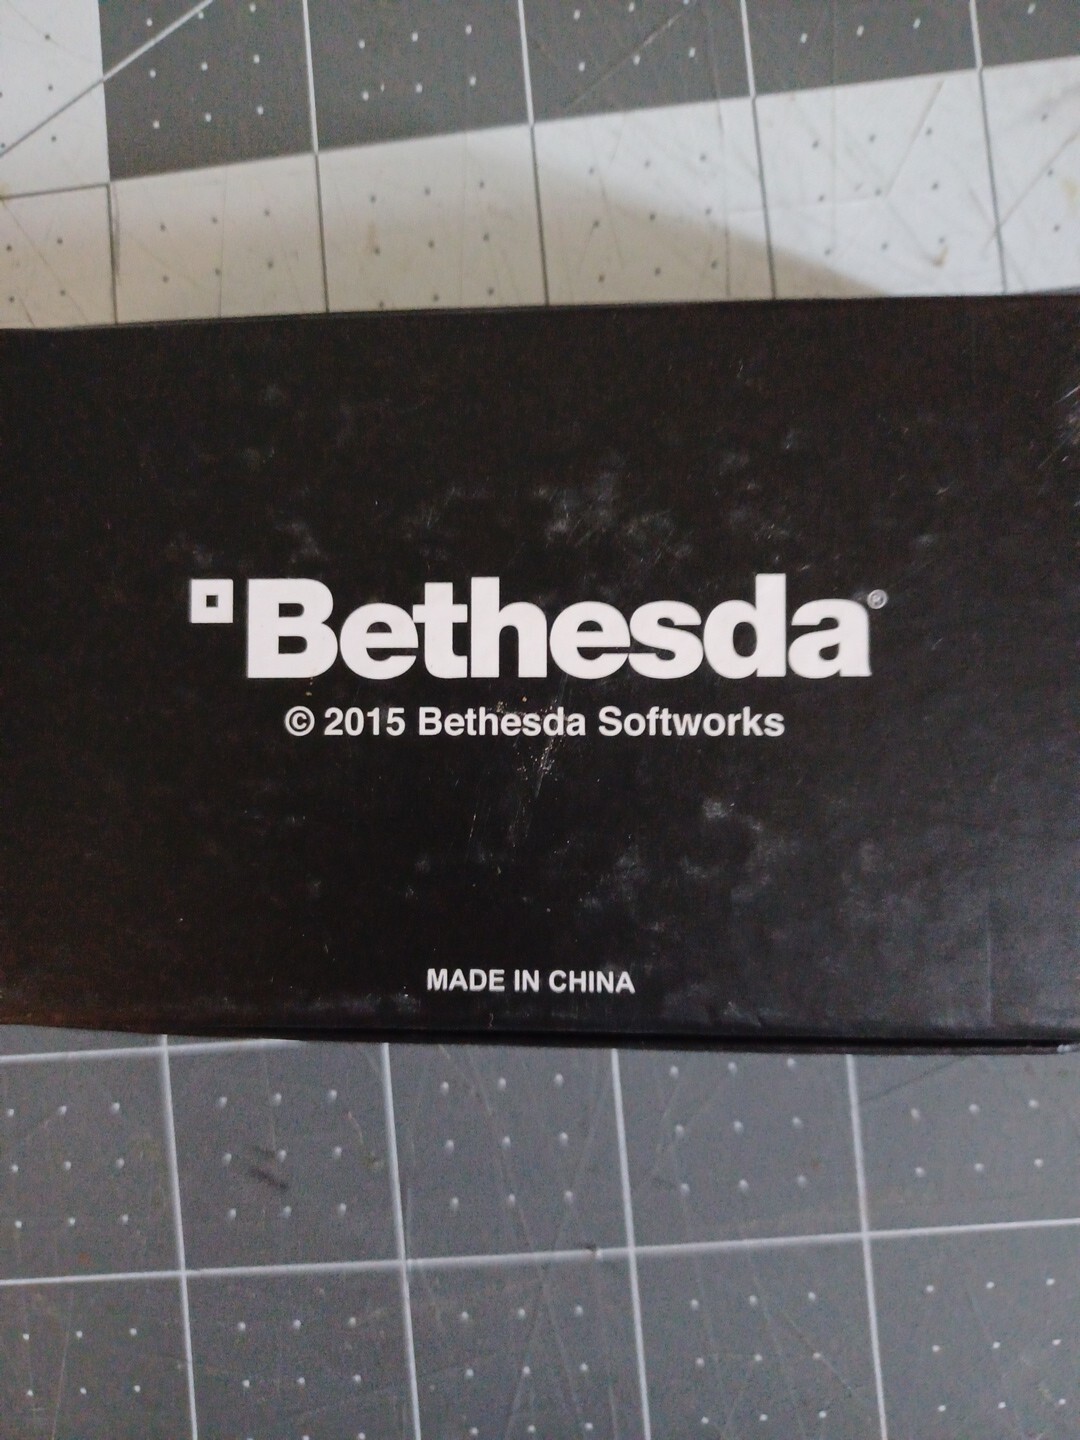 Bethesda®
© 2015 Bethesda Softworks
MADE IN CHINA